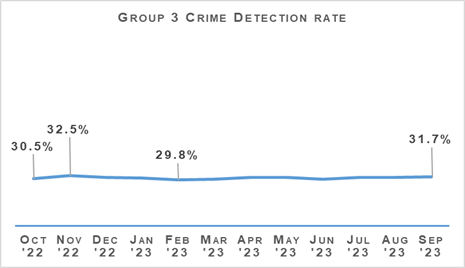 Group 3 Crime Detection rate
32.5%
30.5%
29.8%
31.7%
Oct Nov Dec Jan Feb Mar Apr May Jun Jul Aug Sep
'22 '22 '22 '23 '23 '23 '23 '23 '23 '23 '23 '23